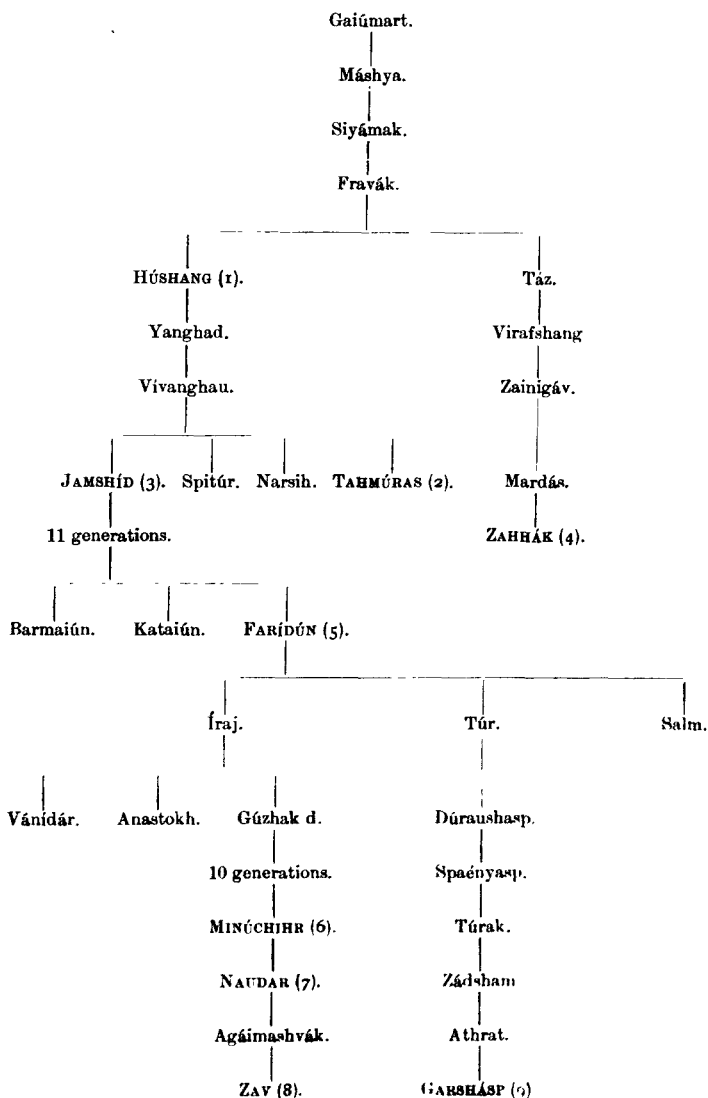 Gaiúmart.
Máshya.
Siyámak.
Fravák.
HÚSHANG (1). Táz.
Yanghad. Virafshang
Vívanghau. Zainigáv.
JAMSHÍD (3). Spitúr. Narsih. TAHMÚRAS (2). Mardás.
11 generations. ZAHHÁK (4).
Barmaiún. Kataiún. FARÍDÚN (5).
Íraj. Túr. Salm.
Vánídár. Anastokh. Gúzhak d. Dúraushasp.
10 generations. Spaényasp.
MINÚCHIHR (6). Túrak.
NAUDAR (7). Zádsham
Agáimashvák. Athrat.
ZAV (8). GARSHÁSP (9)